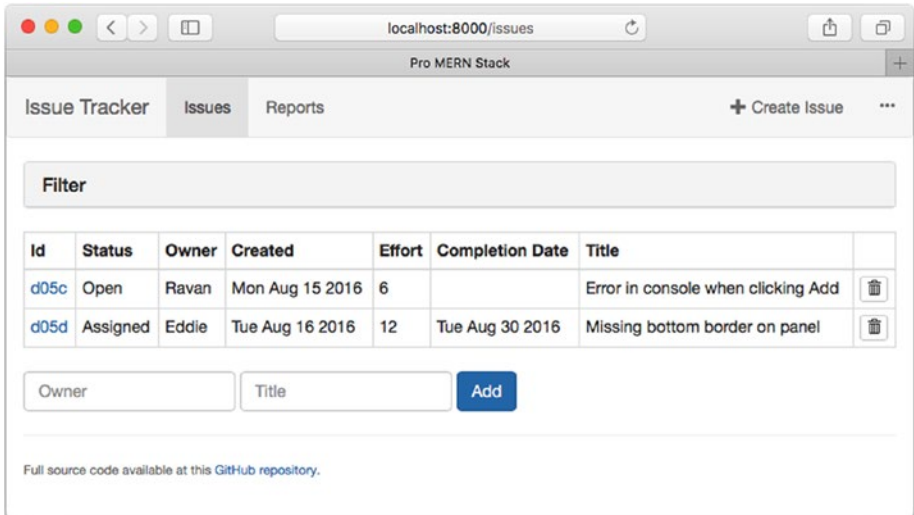 localhost:8000/issues
Pro MERN Stack
Issue Tracker Issues Reports + Create Issue ...
Filter
Id Status Owner Created Effort Completion Date Title
d05c Open Ravan Mon Aug 15 2016 6 Error in console when clicking Add
d05d Assigned Eddie Tue Aug 16 2016 12 Tue Aug 30 2016 Missing bottom border on panel
Owner Title Add
Full source code available at this GitHub repository.